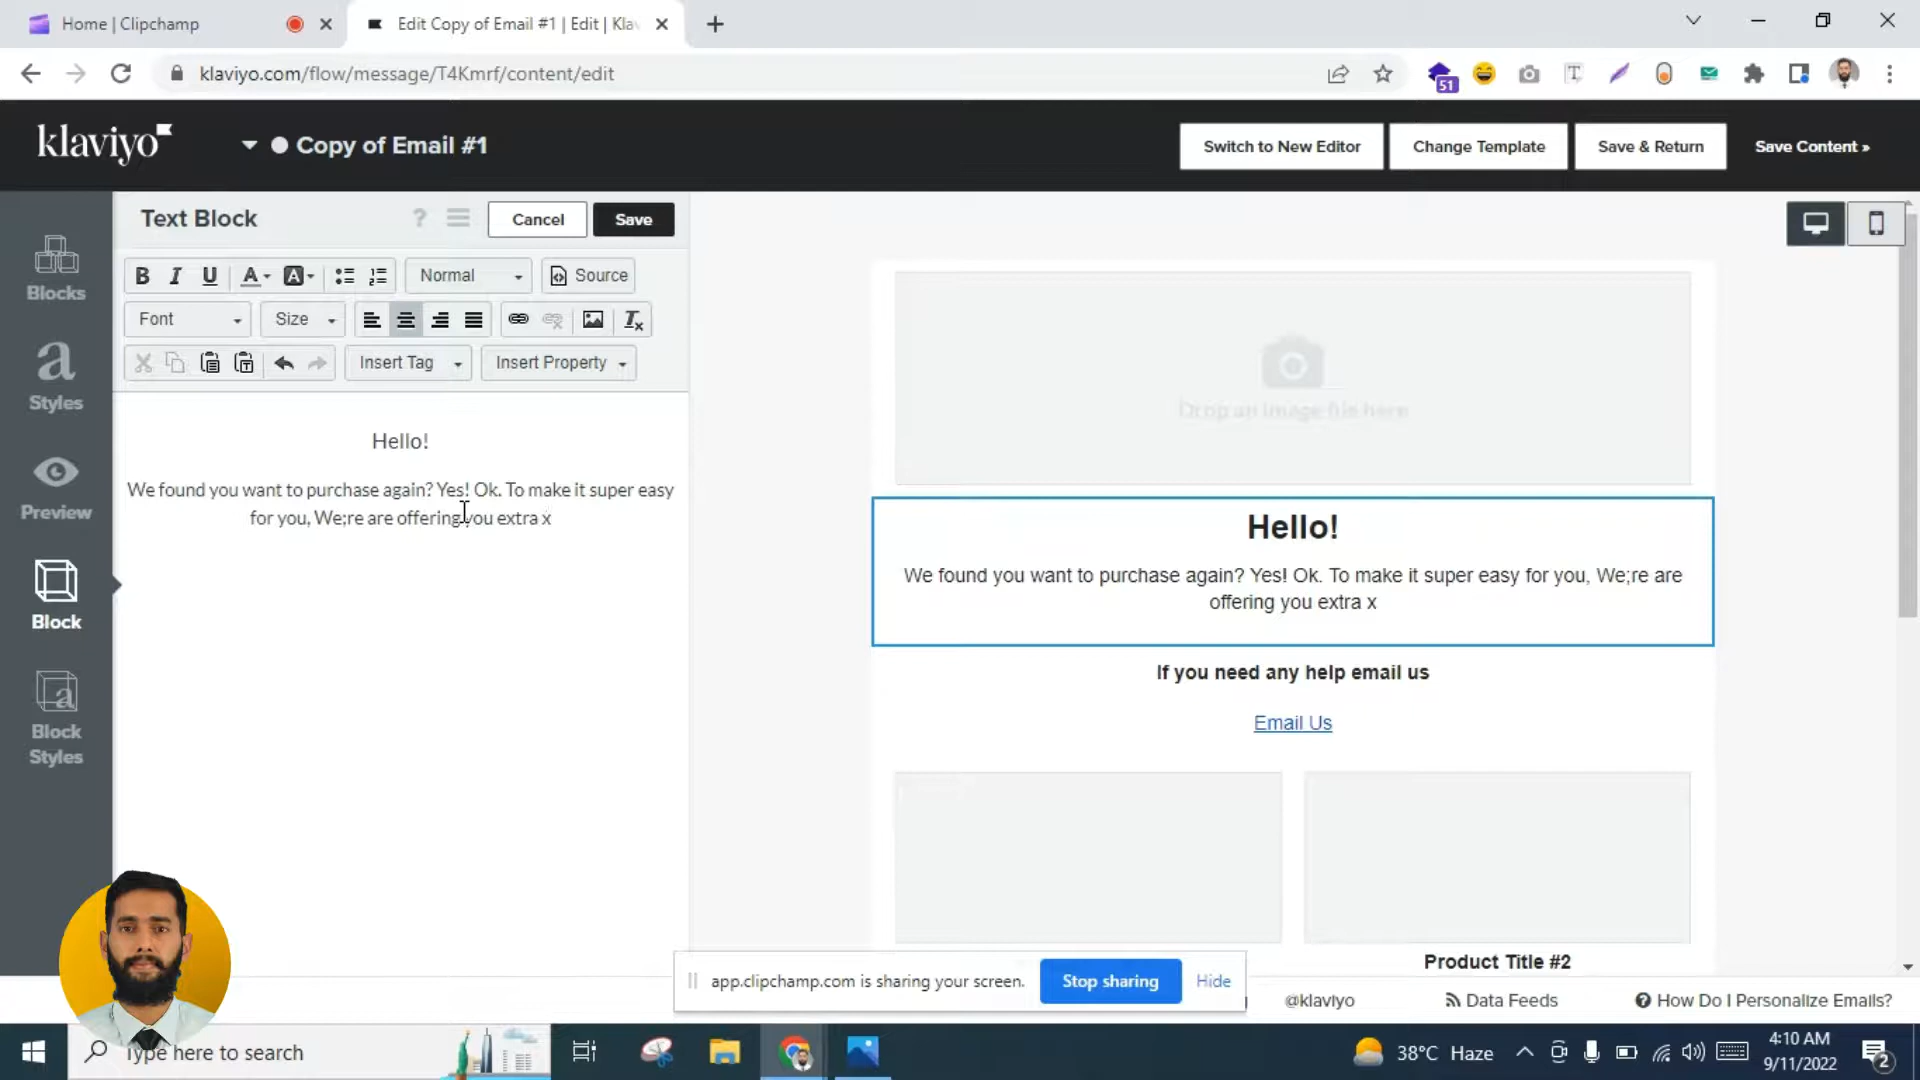 Home | Clipchamp
Edit Copy of Email #1 | Edit | Kla
klaviyo.com/flow/message/T4Kmrf/content/edit
51
klaviyo
Copy of Email #1
Switch to New Editor
Change Template
Save & Return
Save Content »
Text Block
?
Cancel
Save
B I U A A
Normal
Source
Font
Size
Insert Tag
Insert Property
Blocks
Styles
Preview
Block
Block
Styles
Hello!
We found you want to purchase again? Yes! Ok. To make it super easy
for you, We;re are offering you extra x
Drop an image file here
Hello!
We found you want to purchase again? Yes! Ok. To make it super easy for you, We;re are
offering you extra x
If you need any help email us
Email Us
Product Title #2
app.clipchamp.com is sharing your screen.
Stop sharing
Hide
@klaviyo
Data Feeds
How Do I Personalize Emails?
Type here to search
38°C Haze
4:10 AM
9/11/2022
2